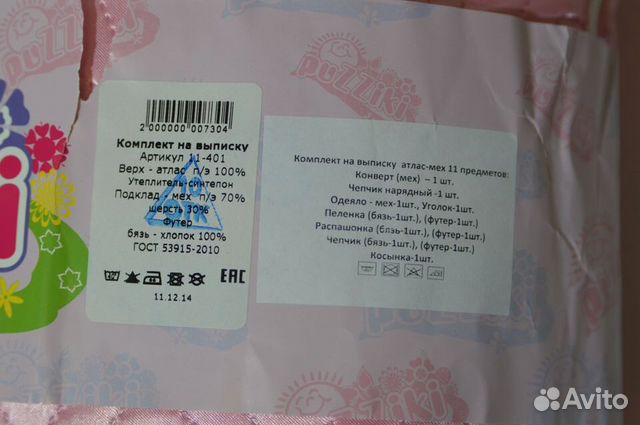 puzziki
2 000000 007304
Комплект на выписку
Артикул 11-401
Верх - атлас п/э 100%
Утеплитель-синтепон
Подклад - мех п/э 70%
шерсть 30%
Футер
бязь - хлопок 100%
ГОСТ 53915-2010
EAC
11.12.14
Комплект на выписку атлас-мех 11 предметов:
Конверт (мех) – 1 шт.
Чепчик нарядный -1 шт.
Одеяло - мех-1шт., Уголок-1шт.
Пеленка (бязь-1шт.), (футер-1шт.)
Распашонка (бязь-1шт.), (футер-1шт.)
Чепчик (бязь-1шт.), (футер-1шт.)
Косынка-1шт.
puzziki
Avito